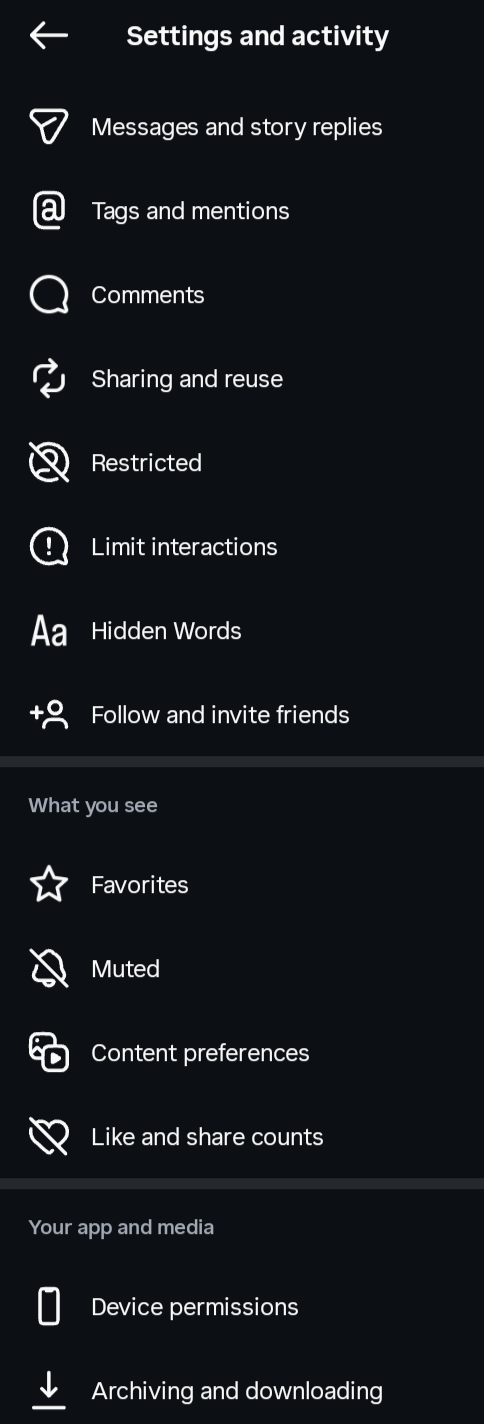 Settings and activity
Messages and story replies
Tags and mentions
Comments
Sharing and reuse
Restricted
Limit interactions
Aa Hidden Words
Follow and invite friends
What you see
Favorites
Muted
Content preferences
Like and share counts
Your app and media
Device permissions
Archiving and downloading